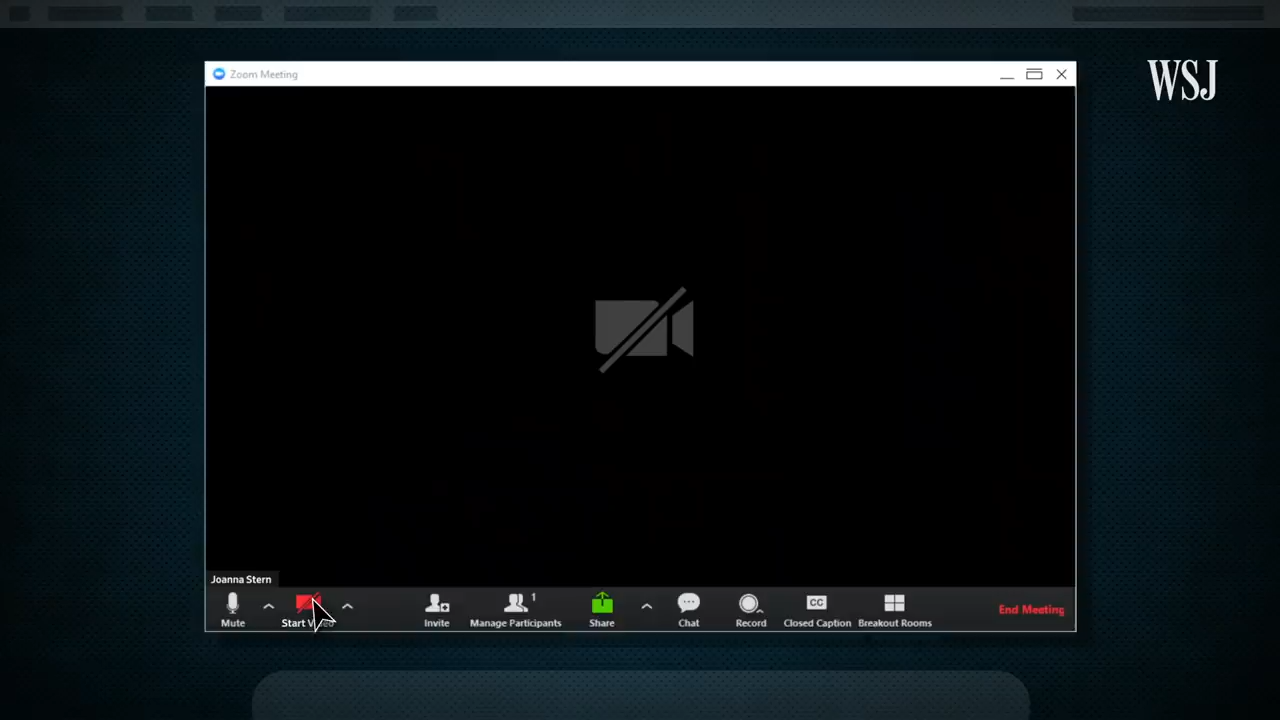 Zoom Meeting
WSJ
Joanna Stern
Mute
Start
Invite
1
Manage Participants
Share
Chat
Record
CC
Closed Caption
Breakout Rooms
End Meeting